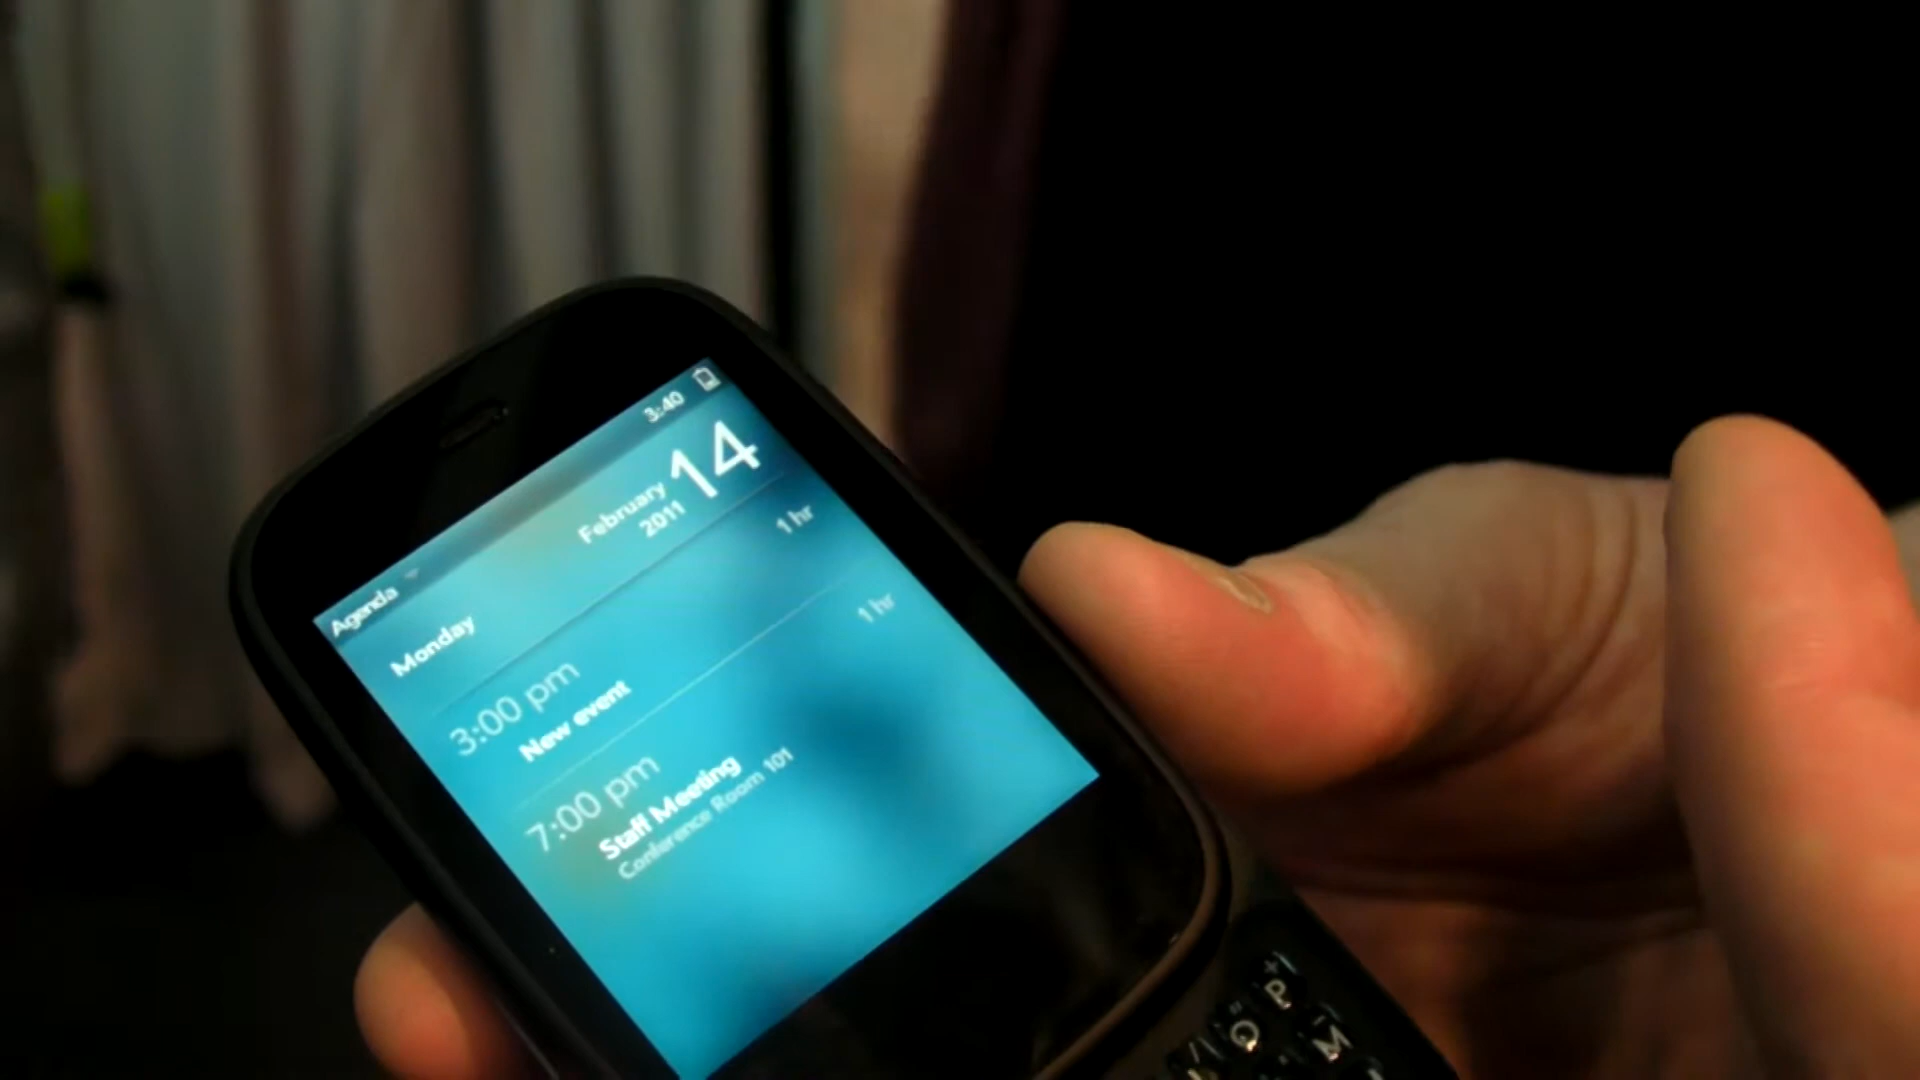 3:40
Agenda
Monday
February 14
2011
3:00 pm 1 hr
New event
7:00 pm 1 hr
Staff Meeting
Conference Room 101
P
Q
M